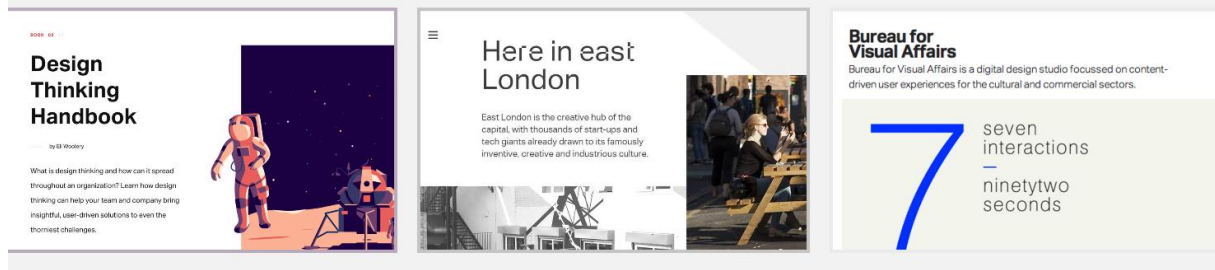 BOOK 02
Design
Thinking
Handbook
by Eli Woolery
What is design thinking and how can it spread
throughout an organization? Learn how design
thinking can help your team and company bring
insightful, user-driven solutions to even the
thorniest challenges.
Here in east
London
East London is the creative hub of the
capital, with thousands of start-ups and
tech giants already drawn to its famously
inventive, creative and industrious culture.
Bureau for
Visual Affairs
Bureau for Visual Affairs is a digital design studio focussed on content-
driven user experiences for the cultural and commercial sectors.
7
seven
interactions
ninetytwo
seconds